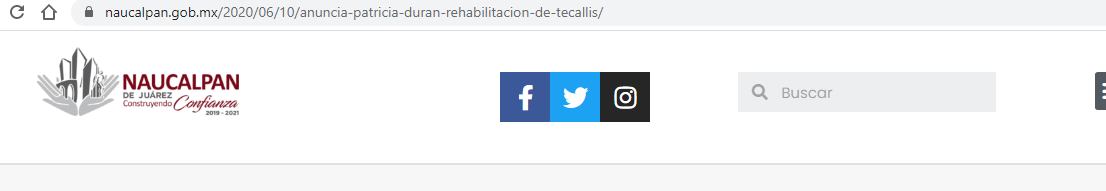 naucalpan.gob.mx/2020/06/10/anuncia-patricia-duran-rehabilitacion-de-tecallis/
NAUCALPAN
DE JUÁREZ
Construyendo Confianza
2019 - 2021
Buscar